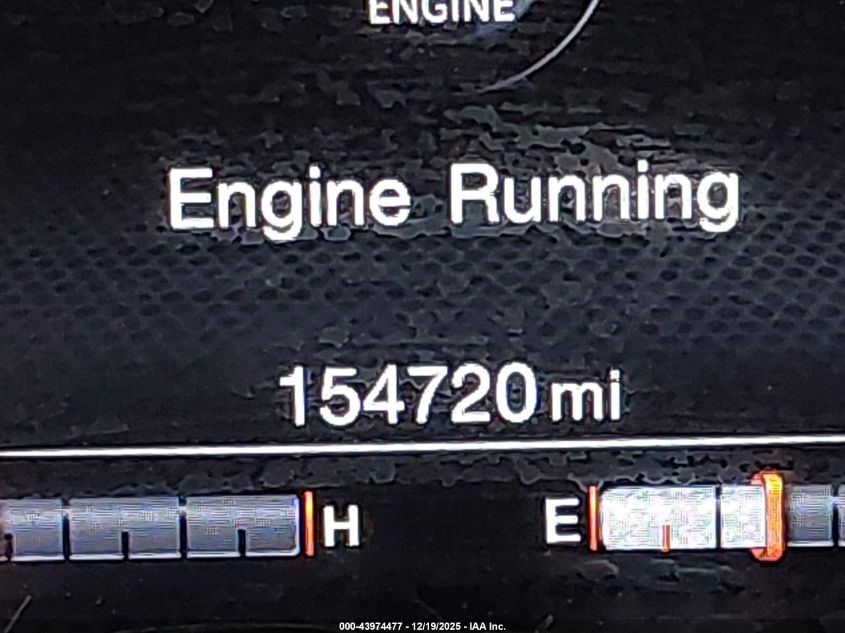 ENGINE
Engine Running
154720 mi
H E
000-43974477 - 12/19/2025 - IAA Inc.